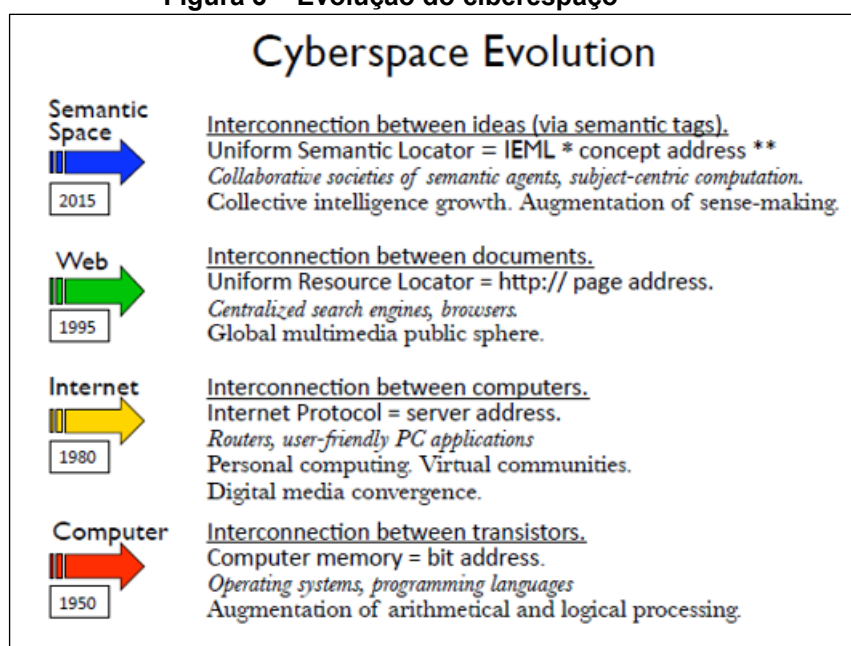 Figura 3 – Evolução do ciberespaço
Cyberspace Evolution
Semantic
Space
2015
Interconnection between ideas (via semantic tags).
Uniform Semantic Locator = IEML * concept address **
Collaborative societies of semantic agents, subject-centric computation.
Collective intelligence growth. Augmentation of sense-making.
Web
1995
Interconnection between documents.
Uniform Resource Locator = http:// page address.
Centralized search engines, browsers.
Global multimedia public sphere.
Internet
1980
Interconnection between computers.
Internet Protocol = server address.
Routers, user-friendly PC applications
Personal computing. Virtual communities.
Digital media convergence.
Computer
1950
Interconnection between transistors.
Computer memory = bit address.
Operating systems, programming languages
Augmentation of arithmetical and logical processing.